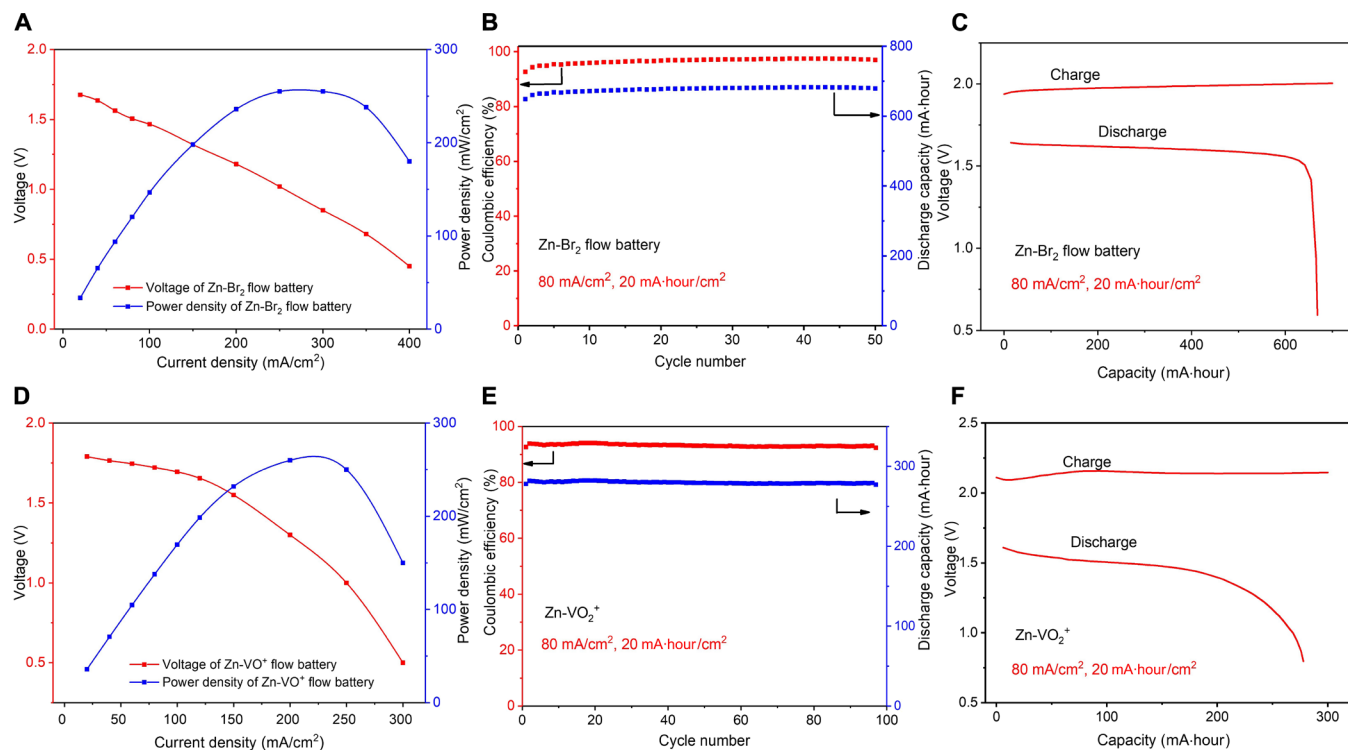 A
2.0
1.5
1.0
0.5
0.0
Voltage (V)
0
100
200
300
400
Current density (mA/cm²)
300
200
100
0
Power density (mW/cm²)
Voltage of Zn-Br₂ flow battery
Power density of Zn-Br₂ flow battery
B
100
80
60
40
20
0
Coulombic efficiency (%)
0
10
20
30
40
50
Cycle number
800
600
400
200
0
Discharge capacity (mA·hour)
Zn-Br₂ flow battery
80 mA/cm², 20 mA·hour/cm²
C
2.0
1.5
1.0
0.5
Voltage (V)
0
200
400
600
Capacity (mA·hour)
Charge
Discharge
Zn-Br₂ flow battery
80 mA/cm², 20 mA·hour/cm²
D
2.0
1.5
1.0
0.5
Voltage (V)
0
50
100
150
200
250
300
Current density (mA/cm²)
300
200
100
0
Power density (mW/cm²)
Voltage of Zn-VO⁺ flow battery
Power density of Zn-VO⁺ flow battery
E
100
80
60
40
20
0
Coulombic efficiency (%)
0
20
40
60
80
100
Cycle number
300
200
100
0
Discharge capacity (mA·hour)
Zn-VO₂⁺
80 mA/cm², 20 mA·hour/cm²
F
2.5
2.0
1.5
1.0
0.5
Voltage (V)
0
100
200
300
Capacity (mA·hour)
Charge
Discharge
Zn-VO₂⁺
80 mA/cm², 20 mA·hour/cm²